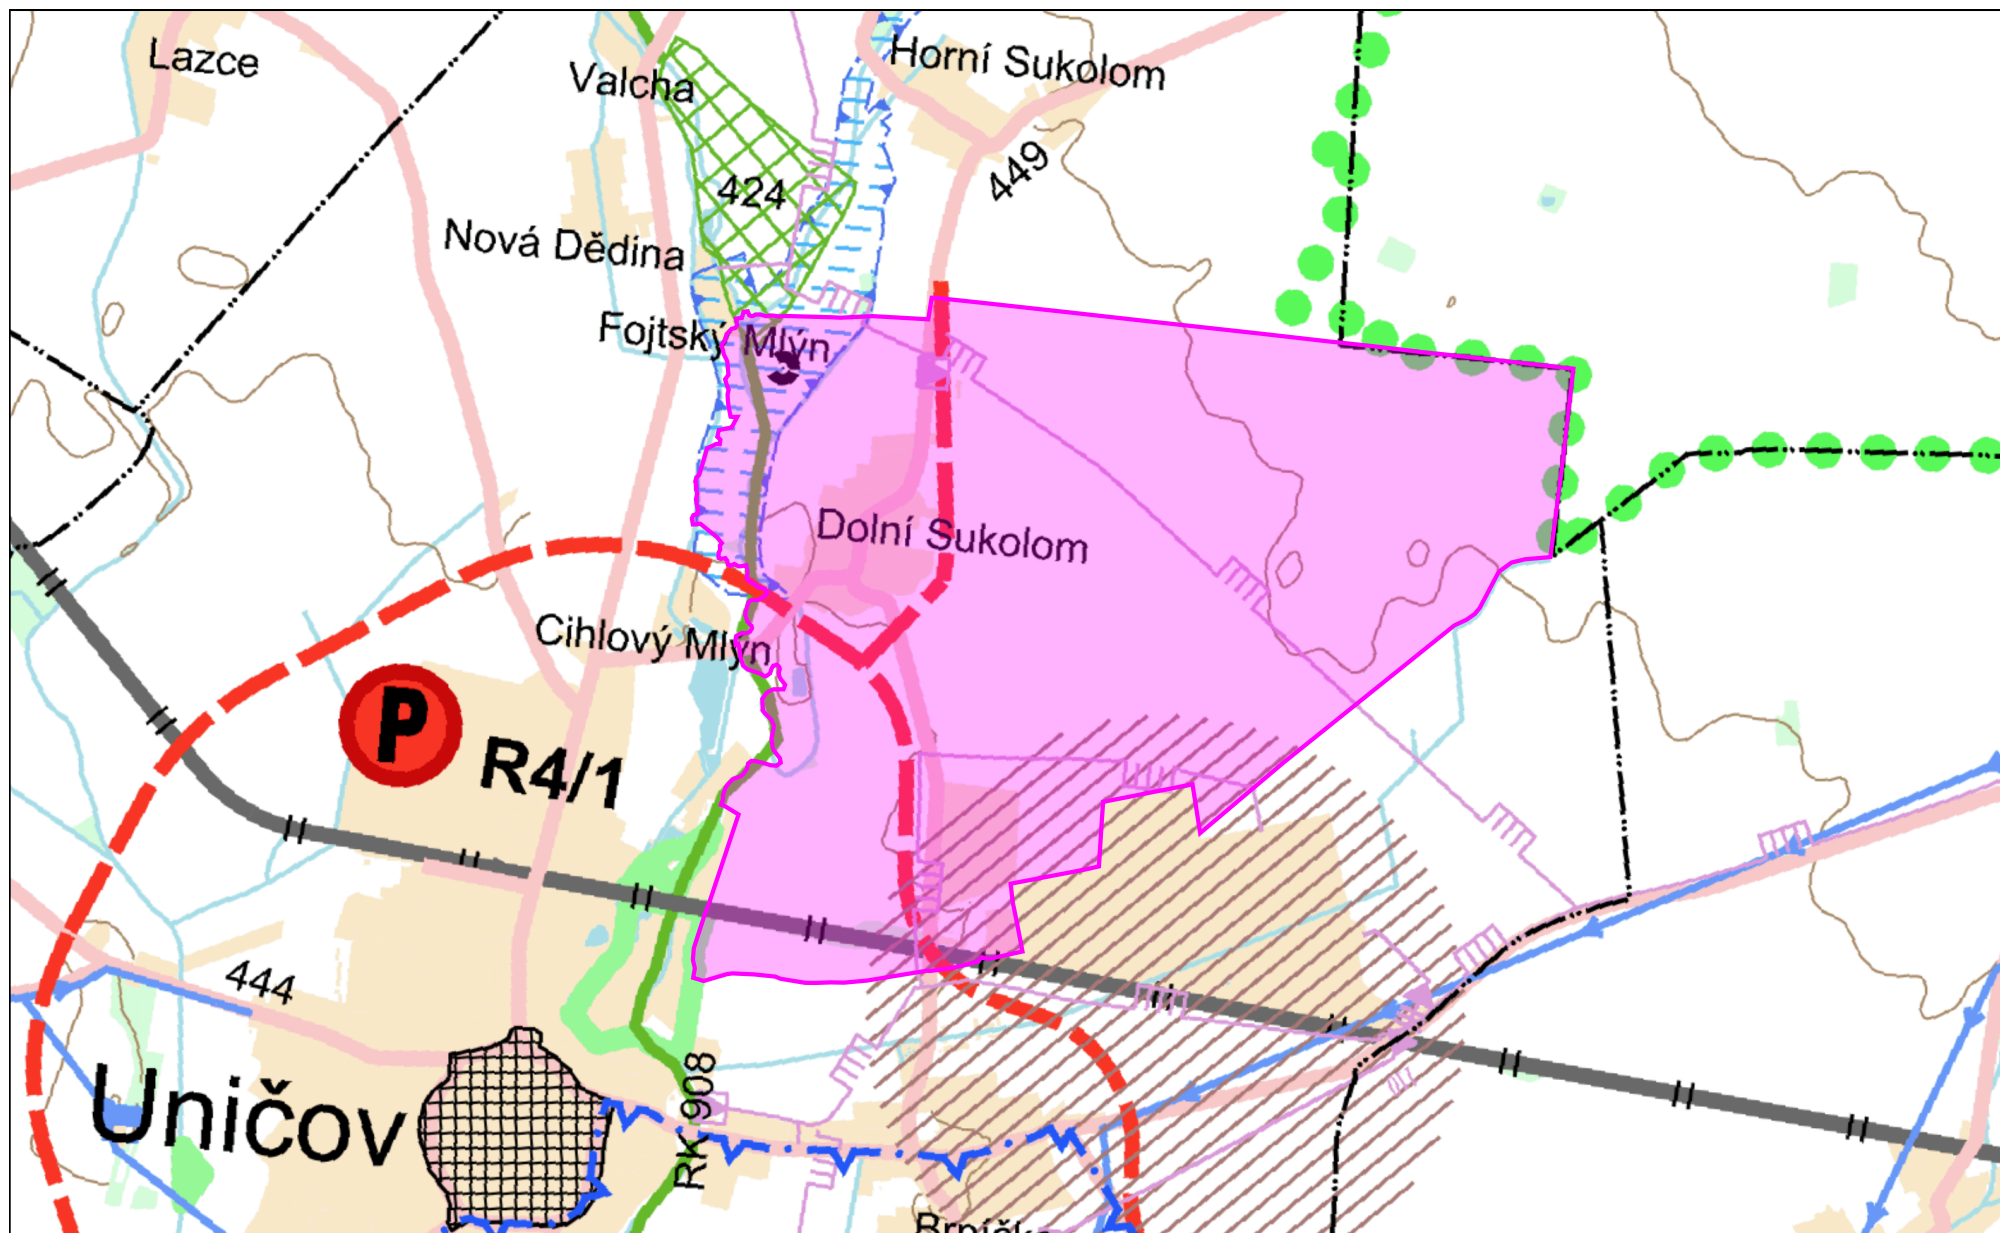 Lazce
Valcha
Horní Sukolom
424
449
Nová Dědina
Fojtský Mlýn
Dolní Sukolom
Cihlový Mlýn
P
R4/1
444
Uničov
RK 908